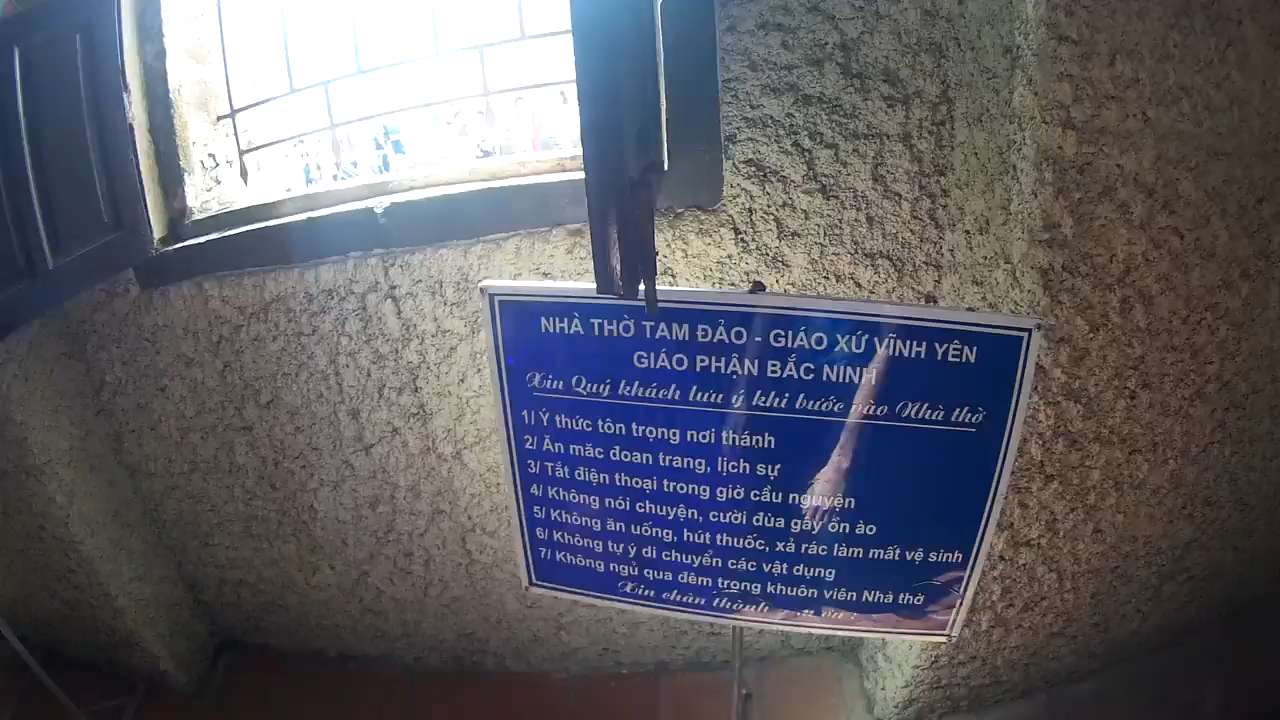 NHÀ THỜ TAM ĐẢO - GIÁO XỨ VĨNH YÊN
GIÁO PHẬN BẮC NINH
Xin Quý khách lưu ý khi bước vào Nhà thờ
1/ Ý thức tôn trọng nơi thánh
2/ Ăn măc đoan trang, lịch sự
3/ Tắt điện thoại trong giờ cầu nguyện
4/ Không nói chuyện, cười đùa gây ồn ào
5/ Không ăn uống, hút thuốc, xả rác làm mất vệ sinh
6/ Không tự ý di chuyển các vật dụng
7/ Không ngủ qua đêm trong khuôn viên Nhà thờ
Xin chân thành